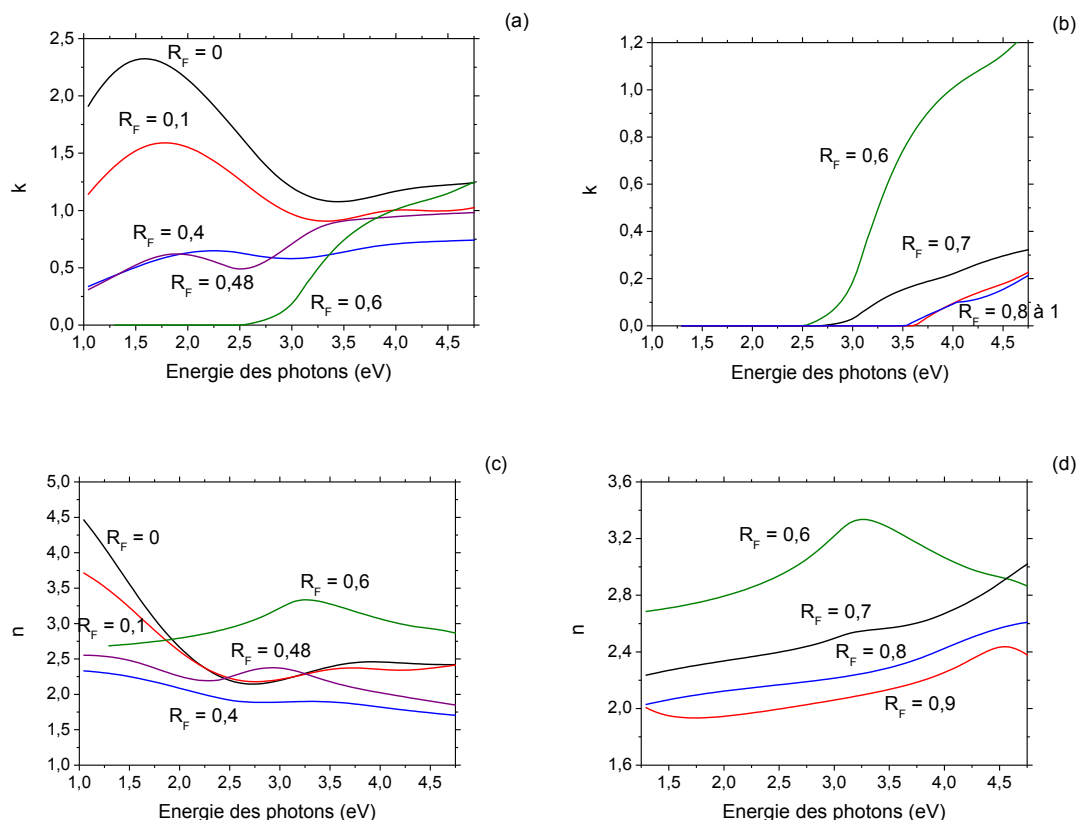 (a)
2,5
2,0
1,5
1,0
0,5
0,0
k
R_F = 0
R_F = 0,1
R_F = 0,4
R_F = 0,48
R_F = 0,6
1,0 1,5 2,0 2,5 3,0 3,5 4,0 4,5
Energie des photons (eV)
(b)
1,2
1,0
0,8
0,6
0,4
0,2
0,0
k
R_F = 0,6
R_F = 0,7
R_F = 0,8 à 1
1,0 1,5 2,0 2,5 3,0 3,5 4,0 4,5
Energie des photons (eV)
(c)
5,0
4,5
4,0
3,5
3,0
2,5
2,0
1,5
1,0
n
R_F = 0
R_F = 0,6
R_F = 0,1
R_F = 0,48
R_F = 0,4
1,0 1,5 2,0 2,5 3,0 3,5 4,0 4,5
Energie des photons (eV)
(d)
3,6
3,2
2,8
2,4
2,0
1,6
n
R_F = 0,6
R_F = 0,7
R_F = 0,8
R_F = 0,9
1,5 2,0 2,5 3,0 3,5 4,0 4,5
Energie des photons (eV)